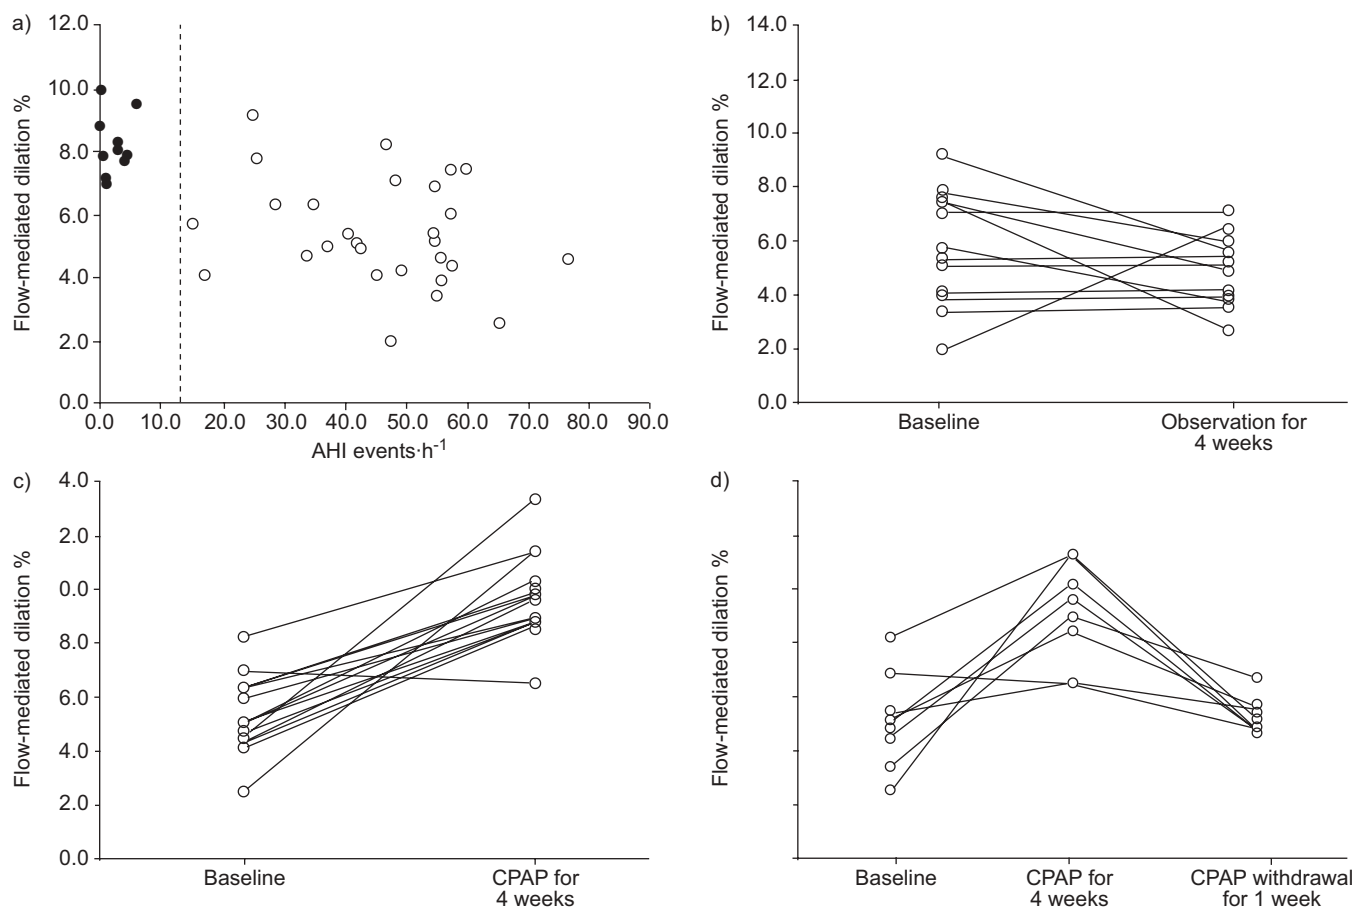 a)
12.0
10.0
8.0
6.0
4.0
2.0
0.0
Flow-mediated dilation %
0.0 10.0 20.0 30.0 40.0 50.0 60.0 70.0 80.0 90.0
AHI events·h-1
b)
14.0
12.0
10.0
8.0
6.0
4.0
2.0
0.0
Flow-mediated dilation %
Baseline
Observation for
4 weeks
c)
4.0
2.0
0.0
8.0
6.0
4.0
2.0
0.0
Flow-mediated dilation %
Baseline
CPAP for
4 weeks
d)
Flow-mediated dilation %
Baseline
CPAP for
4 weeks
CPAP withdrawal
for 1 week